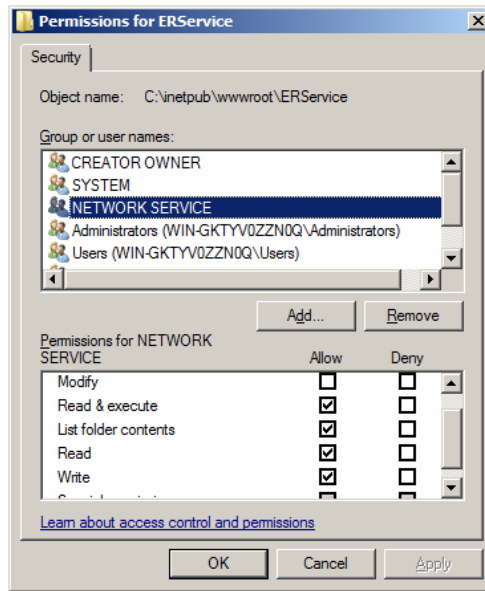 Permissions for ERService
Security
Object name: C:\inetpub\wwwroot\ERService
Group or user names:
CREATOR OWNER
SYSTEM
NETWORK SERVICE
Administrators (WIN-GKTYV0ZZN0Q\Administrators)
Users (WIN-GKTYV0ZZN0Q\Users)
Add... Remove
Permissions for NETWORK
SERVICE Allow Deny
Modify
Read & execute
List folder contents
Read
Write
Learn about access control and permissions
OK Cancel Apply